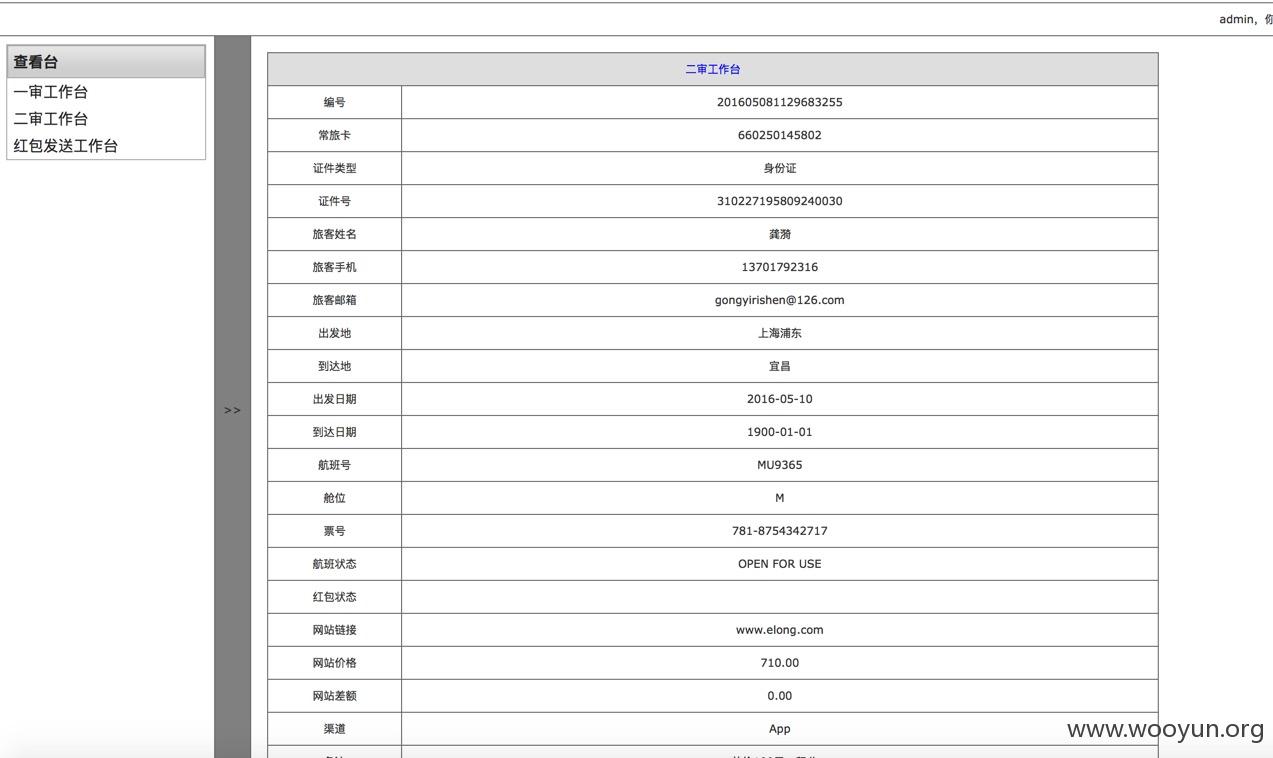 admin，
查看台
一审工作台
二审工作台
红包发送工作台
>>
二审工作台
编号 201605081129683255
常旅卡 660250145802
证件类型 身份证
证件号 310227195809240030
旅客姓名 龚漪
旅客手机 13701792316
旅客邮箱 gongyirishen@126.com
出发地 上海浦东
到达地 宜昌
出发日期 2016-05-10
到达日期 1900-01-01
航班号 MU9365
舱位 M
票号 781-8754342717
航班状态 OPEN FOR USE
红包状态
网站链接 www.elong.com
网站价格 710.00
网站差额 0.00
渠道 App
www.wooyun.org